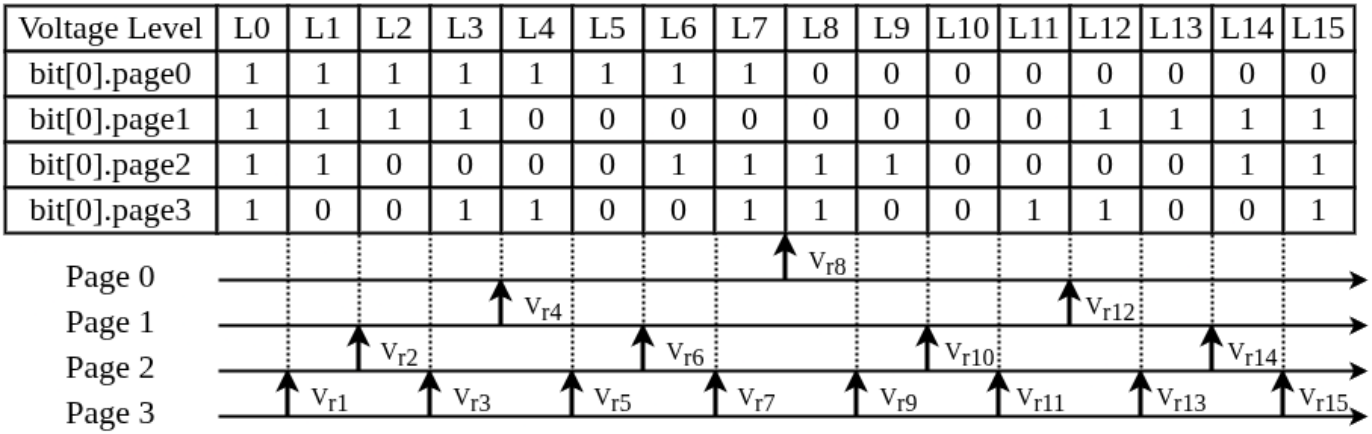 Voltage Level L0 L1 L2 L3 L4 L5 L6 L7 L8 L9 L10 L11 L12 L13 L14 L15
bit[0].page0 1 1 1 1 1 1 1 1 0 0 0 0 0 0 0 0
bit[0].page1 1 1 1 1 0 0 0 0 0 0 0 0 1 1 1 1
bit[0].page2 1 1 0 0 0 0 1 1 1 1 0 0 0 0 1 1
bit[0].page3 1 0 0 1 1 0 0 1 1 0 0 1 1 0 0 1
Page 0 Vr8
Page 1 Vr4 Vr12
Page 2 Vr2 Vr6 Vr10 Vr14
Page 3 Vr1 Vr3 Vr5 Vr7 Vr9 Vr11 Vr13 Vr15